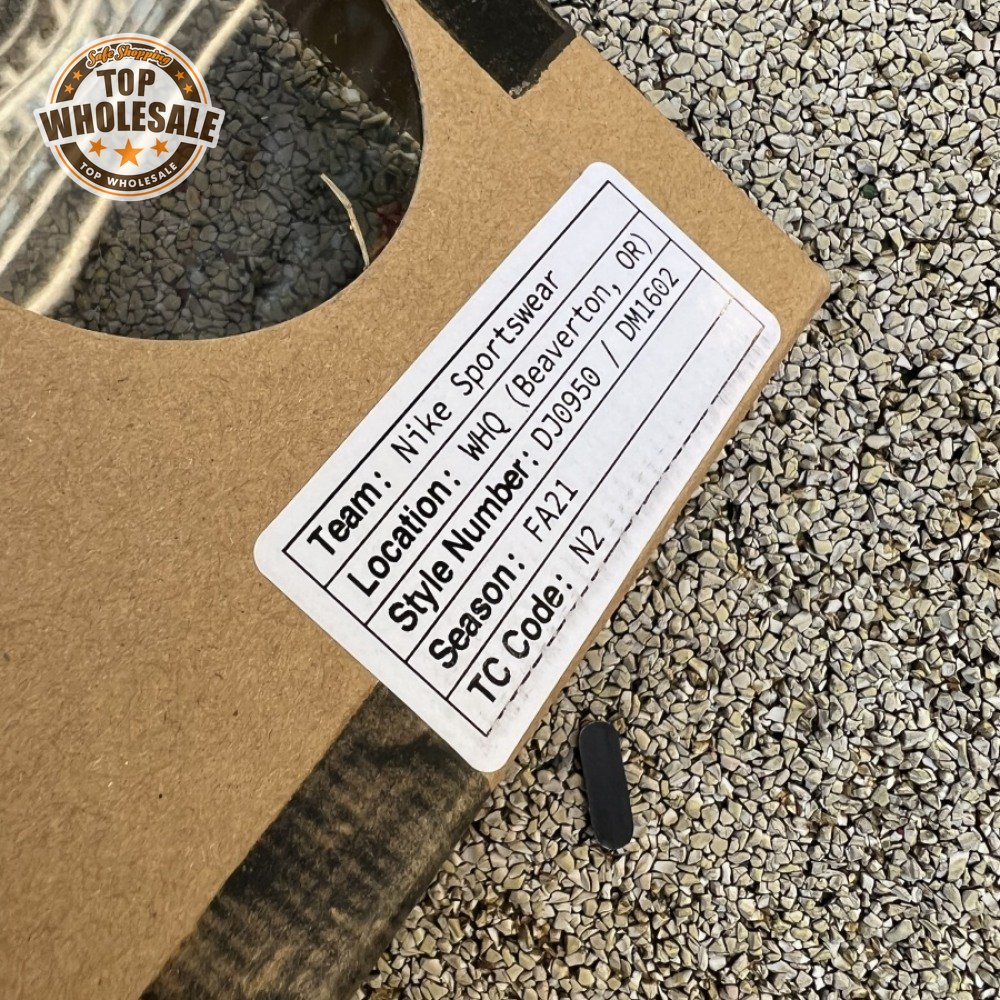 Safe Shopping
TOP
WHOLESALE
TOP WHOLESALE
Team: Nike Sportswear
Location: WHQ (Beaverton, OR)
Style Number: DJ0950 / DM1602
Season: FA21
TC Code: N2